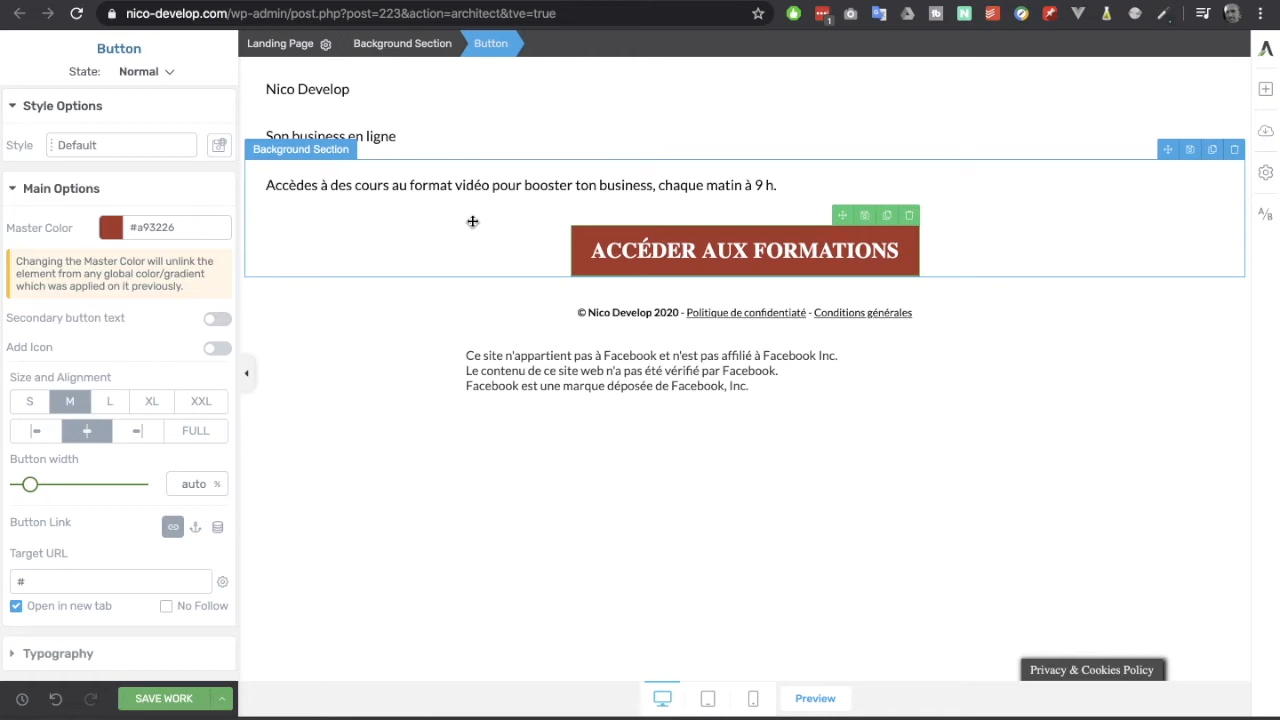 nico-develop.com/wp-admin/post.php?post=223&action=architect&tve=true
1
Button
State: Normal
Landing Page
Background Section
Button
Style Options
Style Default
Main Options
Master Color #a93226
Changing the Master Color will unlink the
element from any global color/gradient
which was applied on it previously.
Secondary button text
Add Icon
Size and Alignment
S M L XL XXL
FULL
Button width
auto %
Button Link
Target URL
#
Open in new tab No Follow
Typography
SAVE WORK
Nico Develop
Son business en ligne
Background Section
Accèdes à des cours au format vidéo pour booster ton business, chaque matin à 9 h.
ACCÉDER AUX FORMATIONS
© Nico Develop 2020 - Politique de confidentiaté - Conditions générales
Ce site n'appartient pas à Facebook et n'est pas affilié à Facebook Inc.
Le contenu de ce site web n'a pas été vérifié par Facebook.
Facebook est une marque déposée de Facebook, Inc.
Privacy & Cookies Policy
Preview
A/B